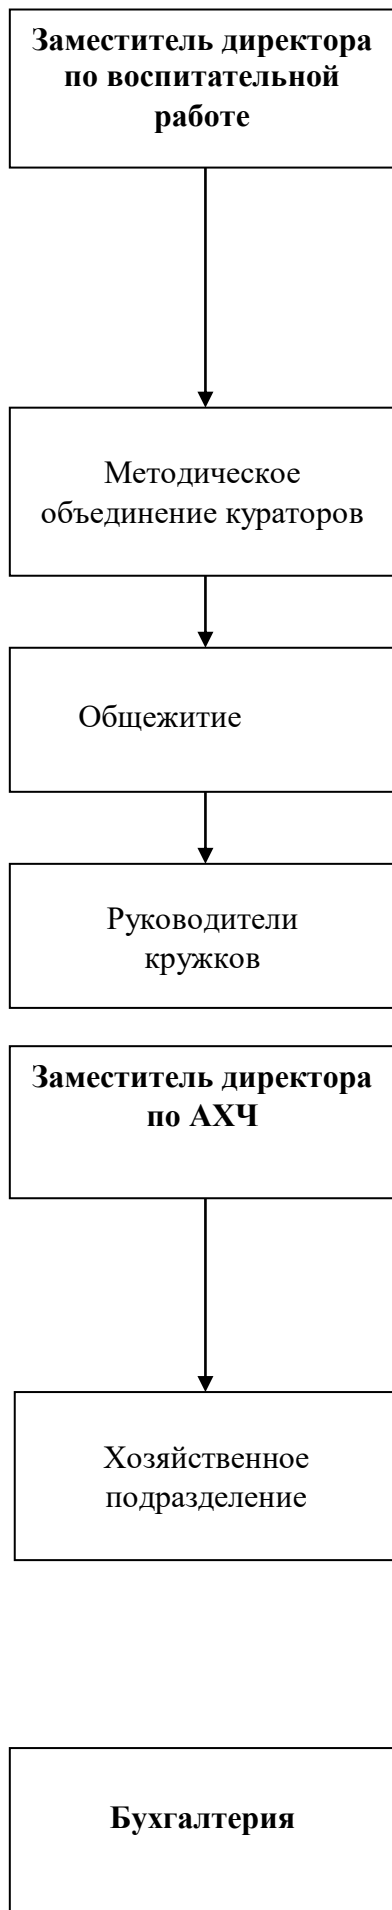 Заместитель директора
по воспитательной
работе
Методическое
объединение кураторов
Общежитие
Руководители
кружков
Заместитель директора
по АХЧ
Хозяйственное
подразделение
Бухгалтерия